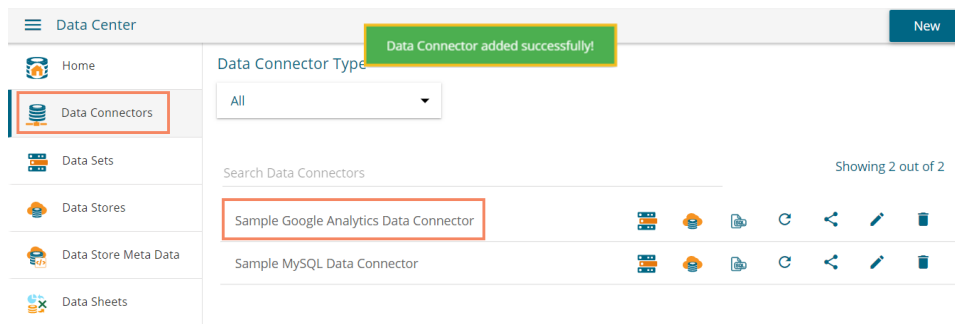 Data Center
New
Data Connector added successfully!
Home
Data Connector Type
All
Data Connectors
Data Sets
Showing 2 out of 2
Search Data Connectors
Data Stores
Sample Google Analytics Data Connector
Data Store Meta Data
Sample MySQL Data Connector
Data Sheets